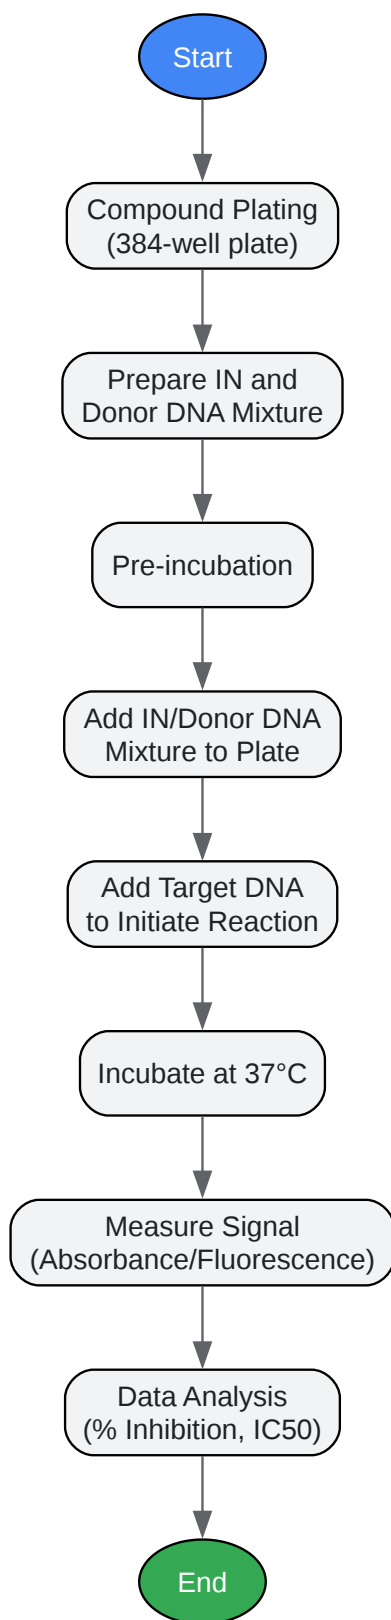 Start
Compound Plating
(384-well plate)
Prepare IN and
Donor DNA Mixture
Pre-incubation
Add IN/Donor DNA
Mixture to Plate
Add Target DNA
to Initiate Reaction
Incubate at 37°C
Measure Signal
(Absorbance/Fluorescence)
Data Analysis
(% Inhibition, IC50)
End